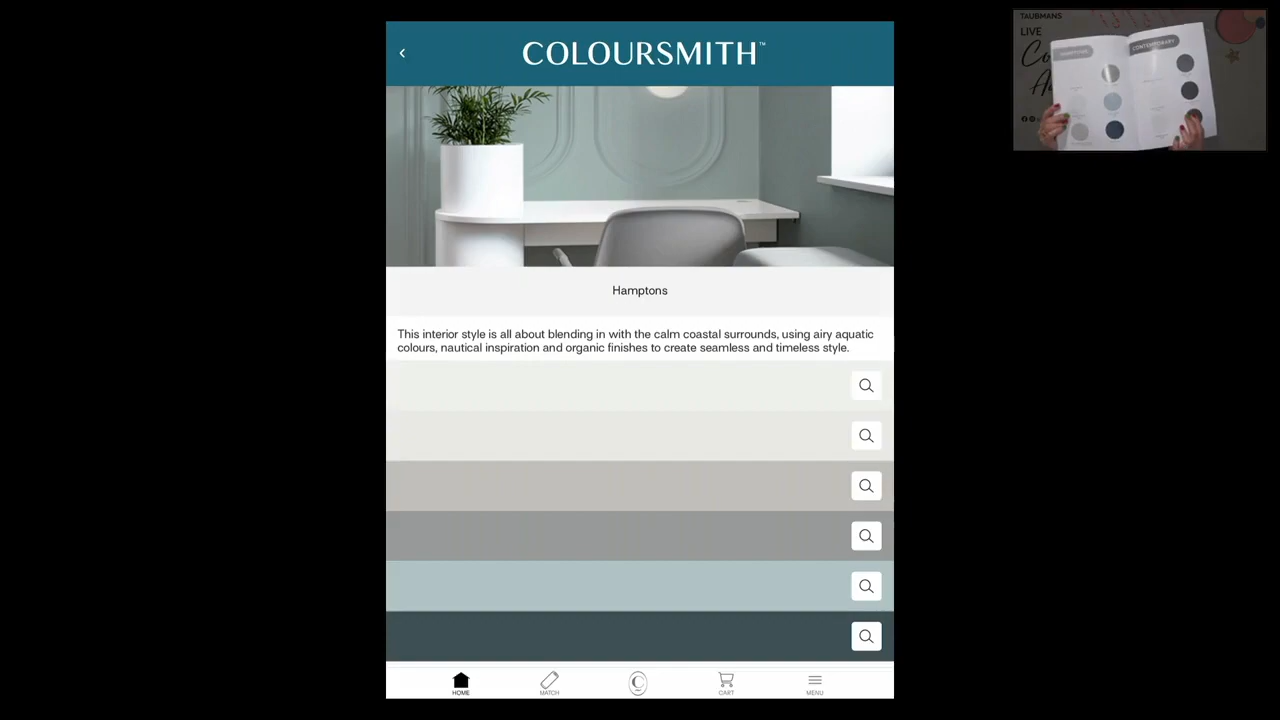 COLOURSMITH™
Hamptons
This interior style is all about blending in with the calm coastal surrounds, using airy aquatic
colours, nautical inspiration and organic finishes to create seamless and timeless style.
HOME
MATCH
CART
MENU
TAUBMANS
LIVE
HAMPTONS
CONTEMPORARY